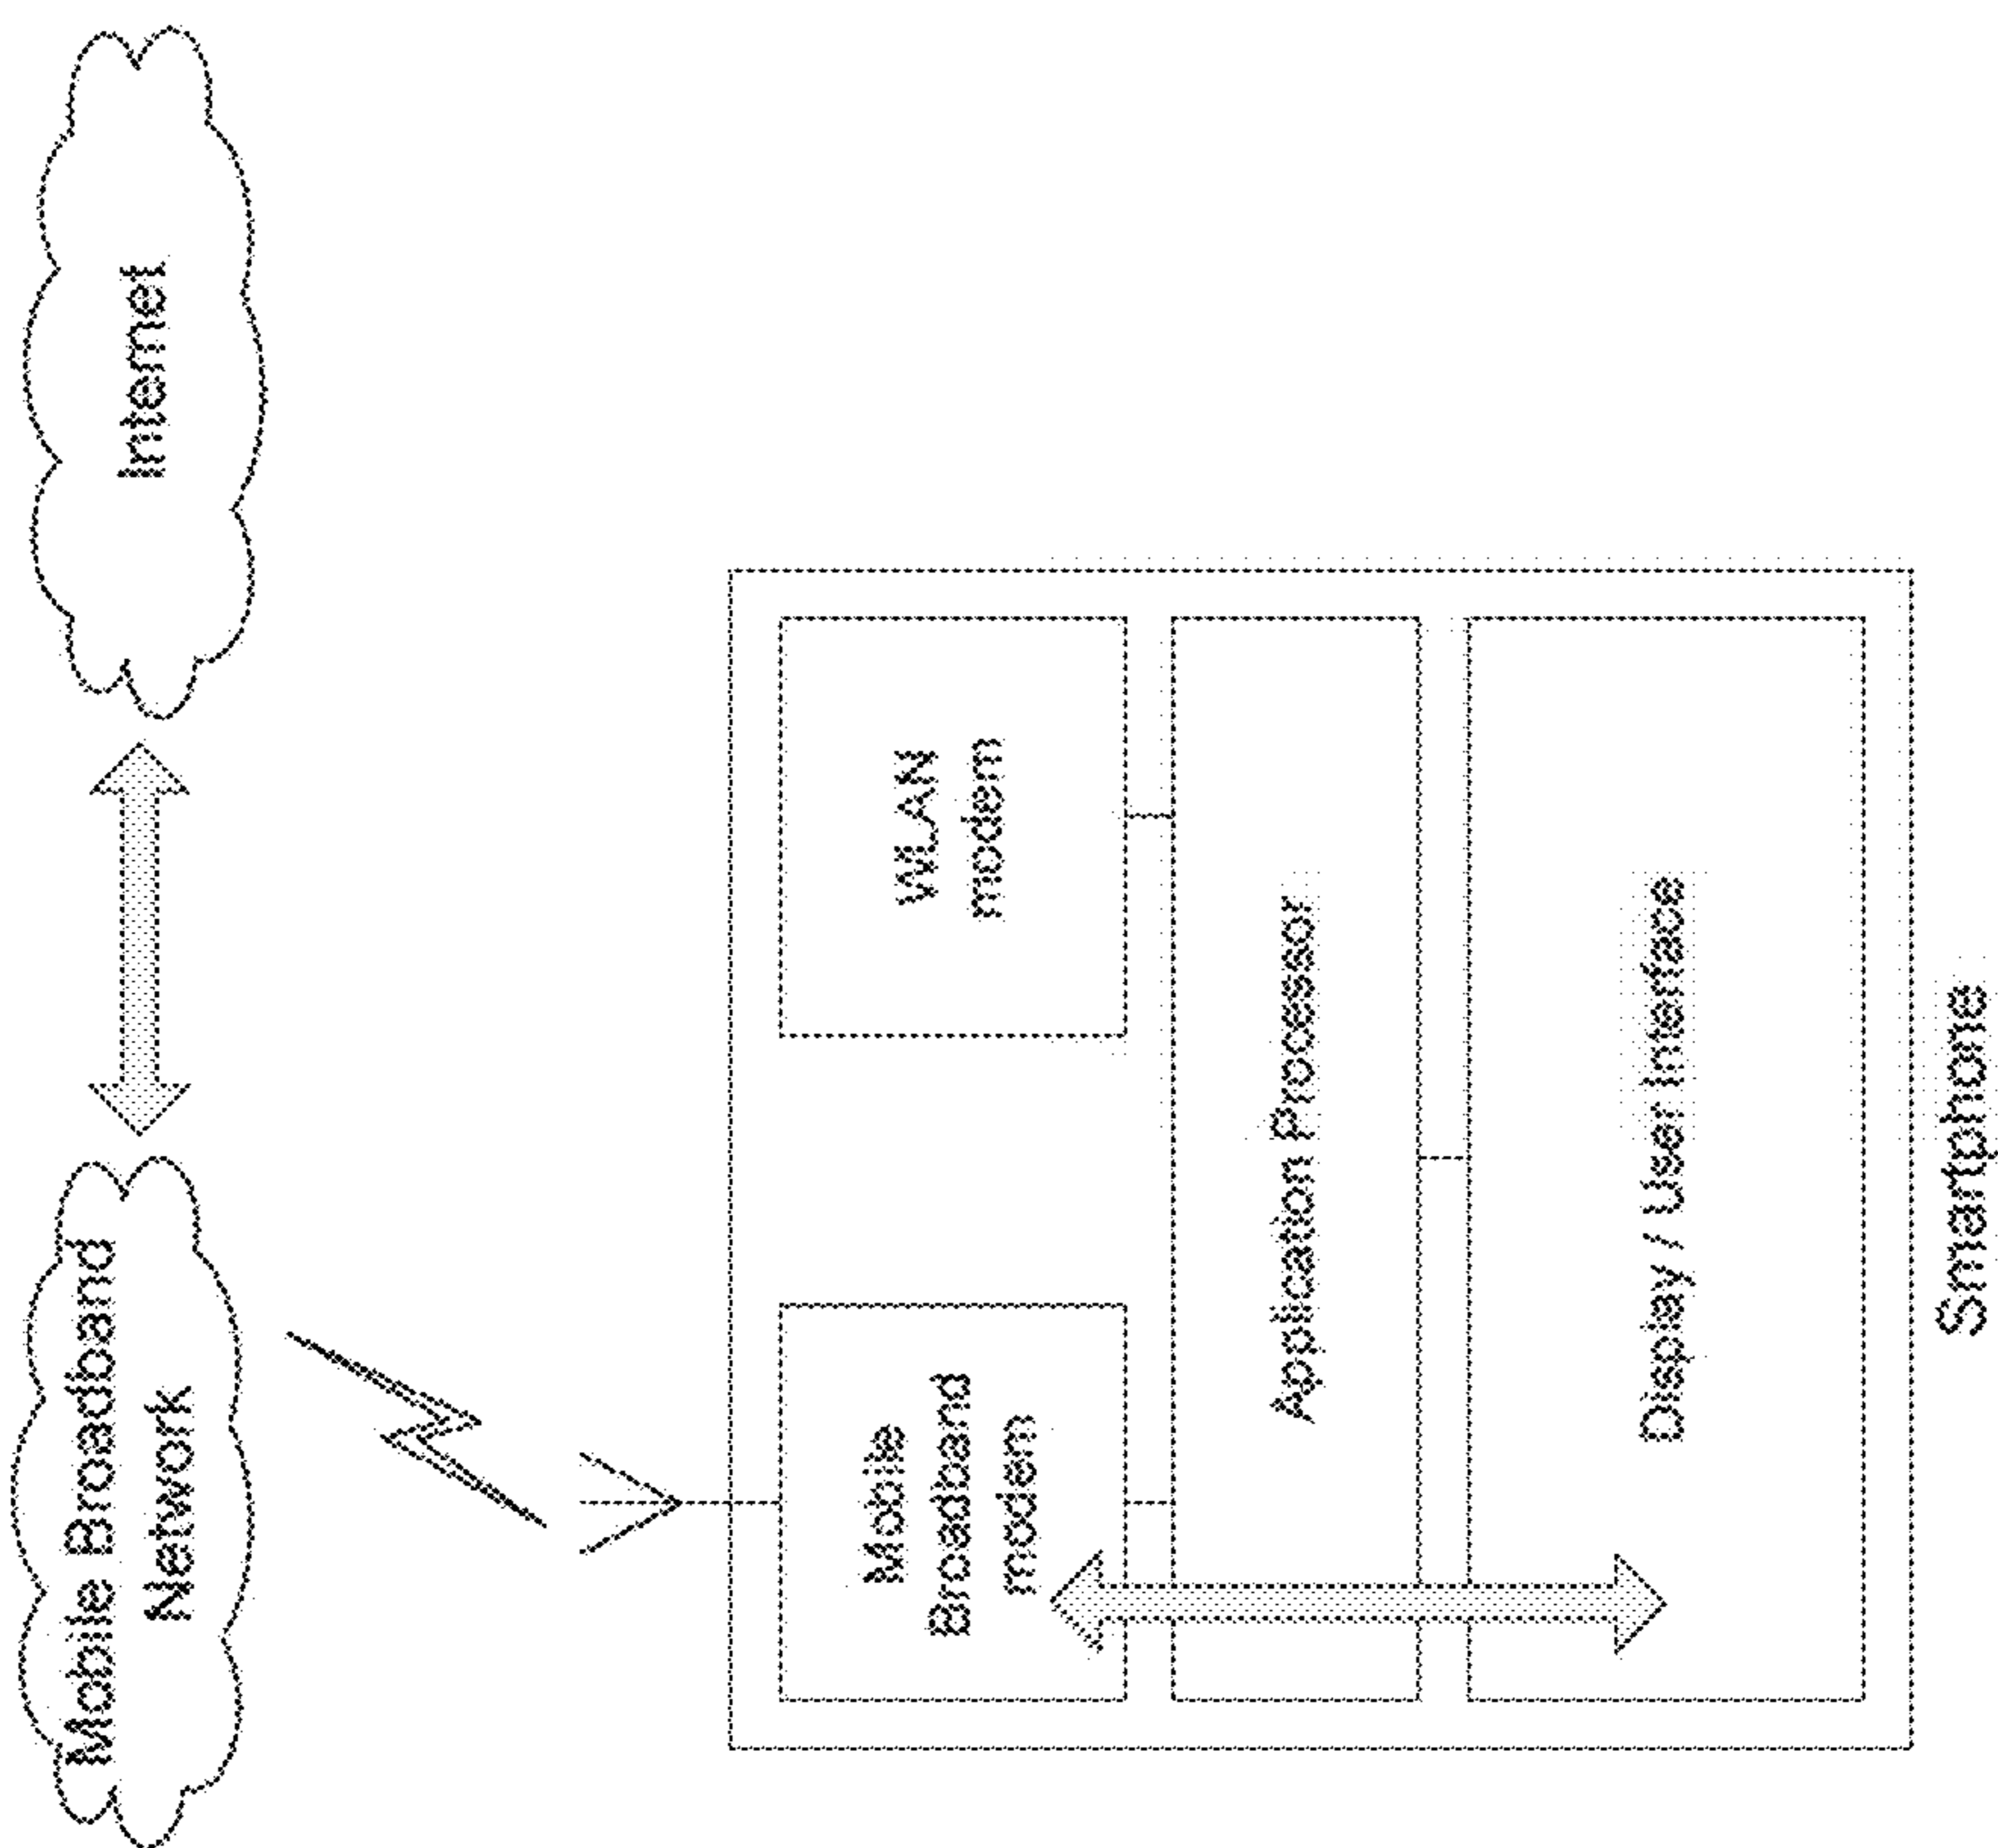 Mobile Broadband
Network
Internet
Mobile
Broadband
modem
WLAN
modem
Application Processor
Display / User Interface
Smartphone